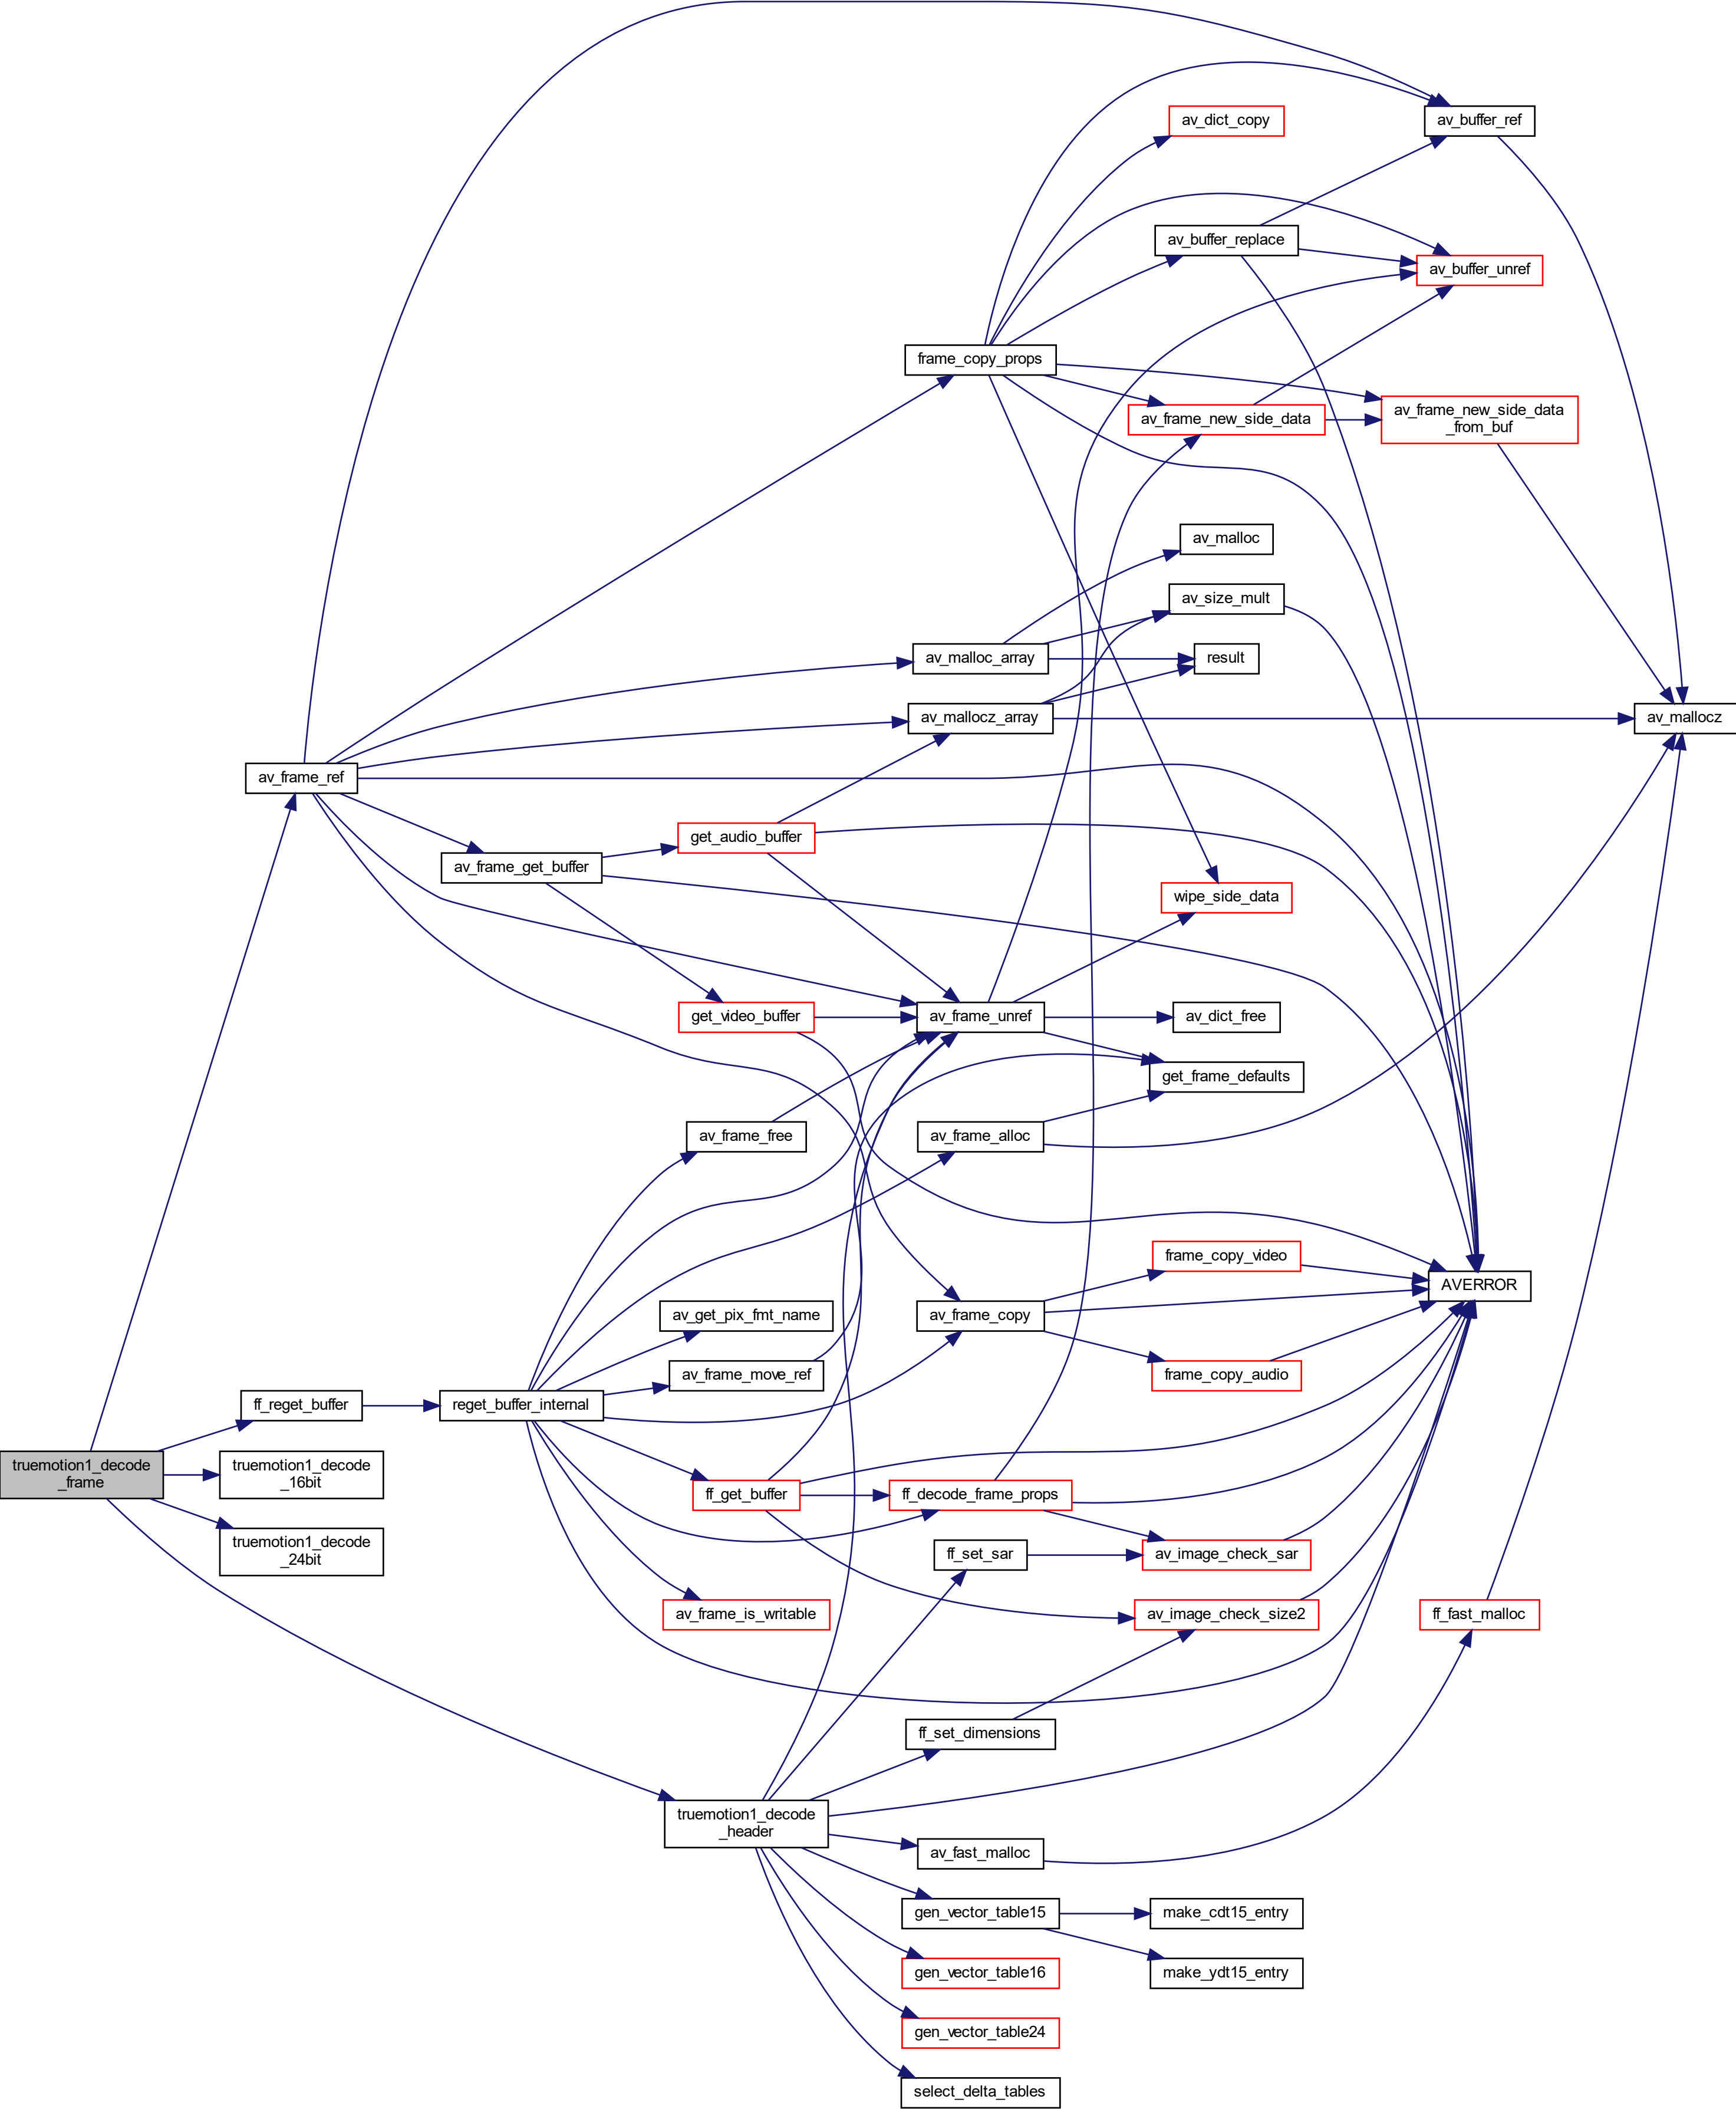 av_dict_copy
av_buffer_ref
av_buffer_replace
av_buffer_unref
frame_copy_props
av_frame_new_side_data
av_frame_new_side_data
_from_buf
av_malloc
av_size_mult
av_malloc_array
result
av_mallocz_array
av_mallocz
av_frame_ref
get_audio_buffer
av_frame_get_buffer
wipe_side_data
get_video_buffer
av_frame_unref
av_dict_free
get_frame_defaults
av_frame_free
av_frame_alloc
frame_copy_video
AVERROR
av_get_pix_fmt_name
av_frame_copy
av_frame_move_ref
frame_copy_audio
ff_reget_buffer
reget_buffer_internal
truemotion1_decode
_frame
truemotion1_decode
_16bit
ff_get_buffer
ff_decode_frame_props
truemotion1_decode
_24bit
ff_set_sar
av_image_check_sar
av_frame_is_writable
av_image_check_size2
ff_fast_malloc
ff_set_dimensions
truemotion1_decode
_header
av_fast_malloc
gen_vector_table15
make_cdt15_entry
gen_vector_table16
make_ydt15_entry
gen_vector_table24
select_delta_tables